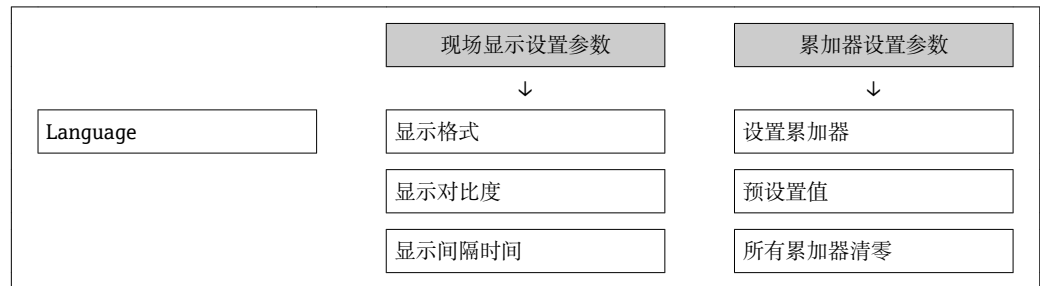 现场显示设置参数 累加器设置参数
↓ ↓
Language 显示格式 设置累加器
显示对比度 预设置值
显示间隔时间 所有累加器清零